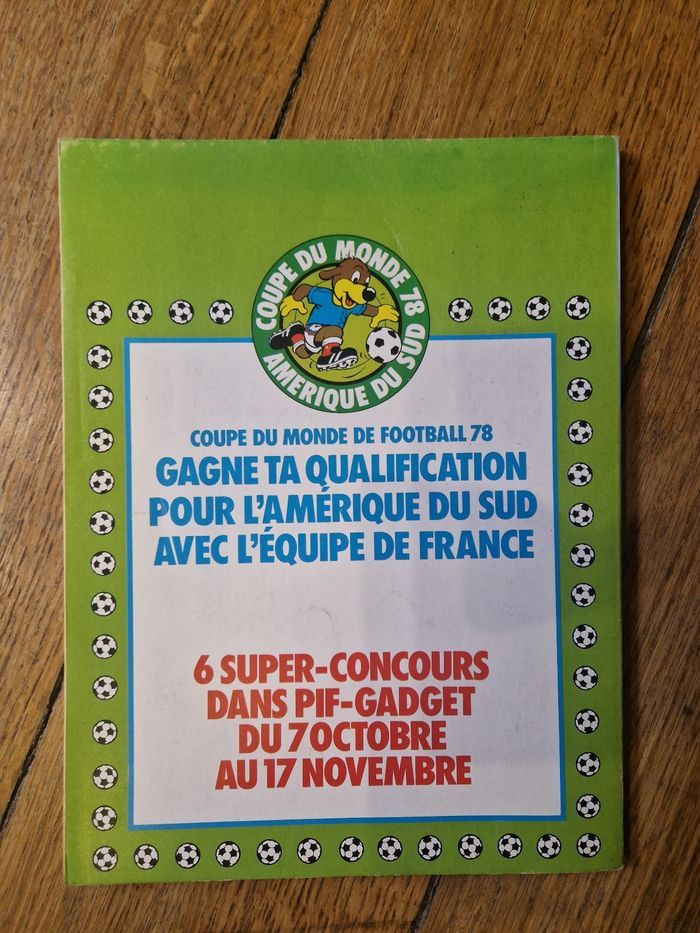 COUPE DU MONDE 78
AMERIQUE DU SUD
COUPE DU MONDE DE FOOTBALL 78
GAGNE TA QUALIFICATION
POUR L'AMÉRIQUE DU SUD
AVEC L'ÉQUIPE DE FRANCE
6 SUPER-CONCOURS
DANS PIF-GADGET
DU 7 OCTOBRE
AU 17 NOVEMBRE